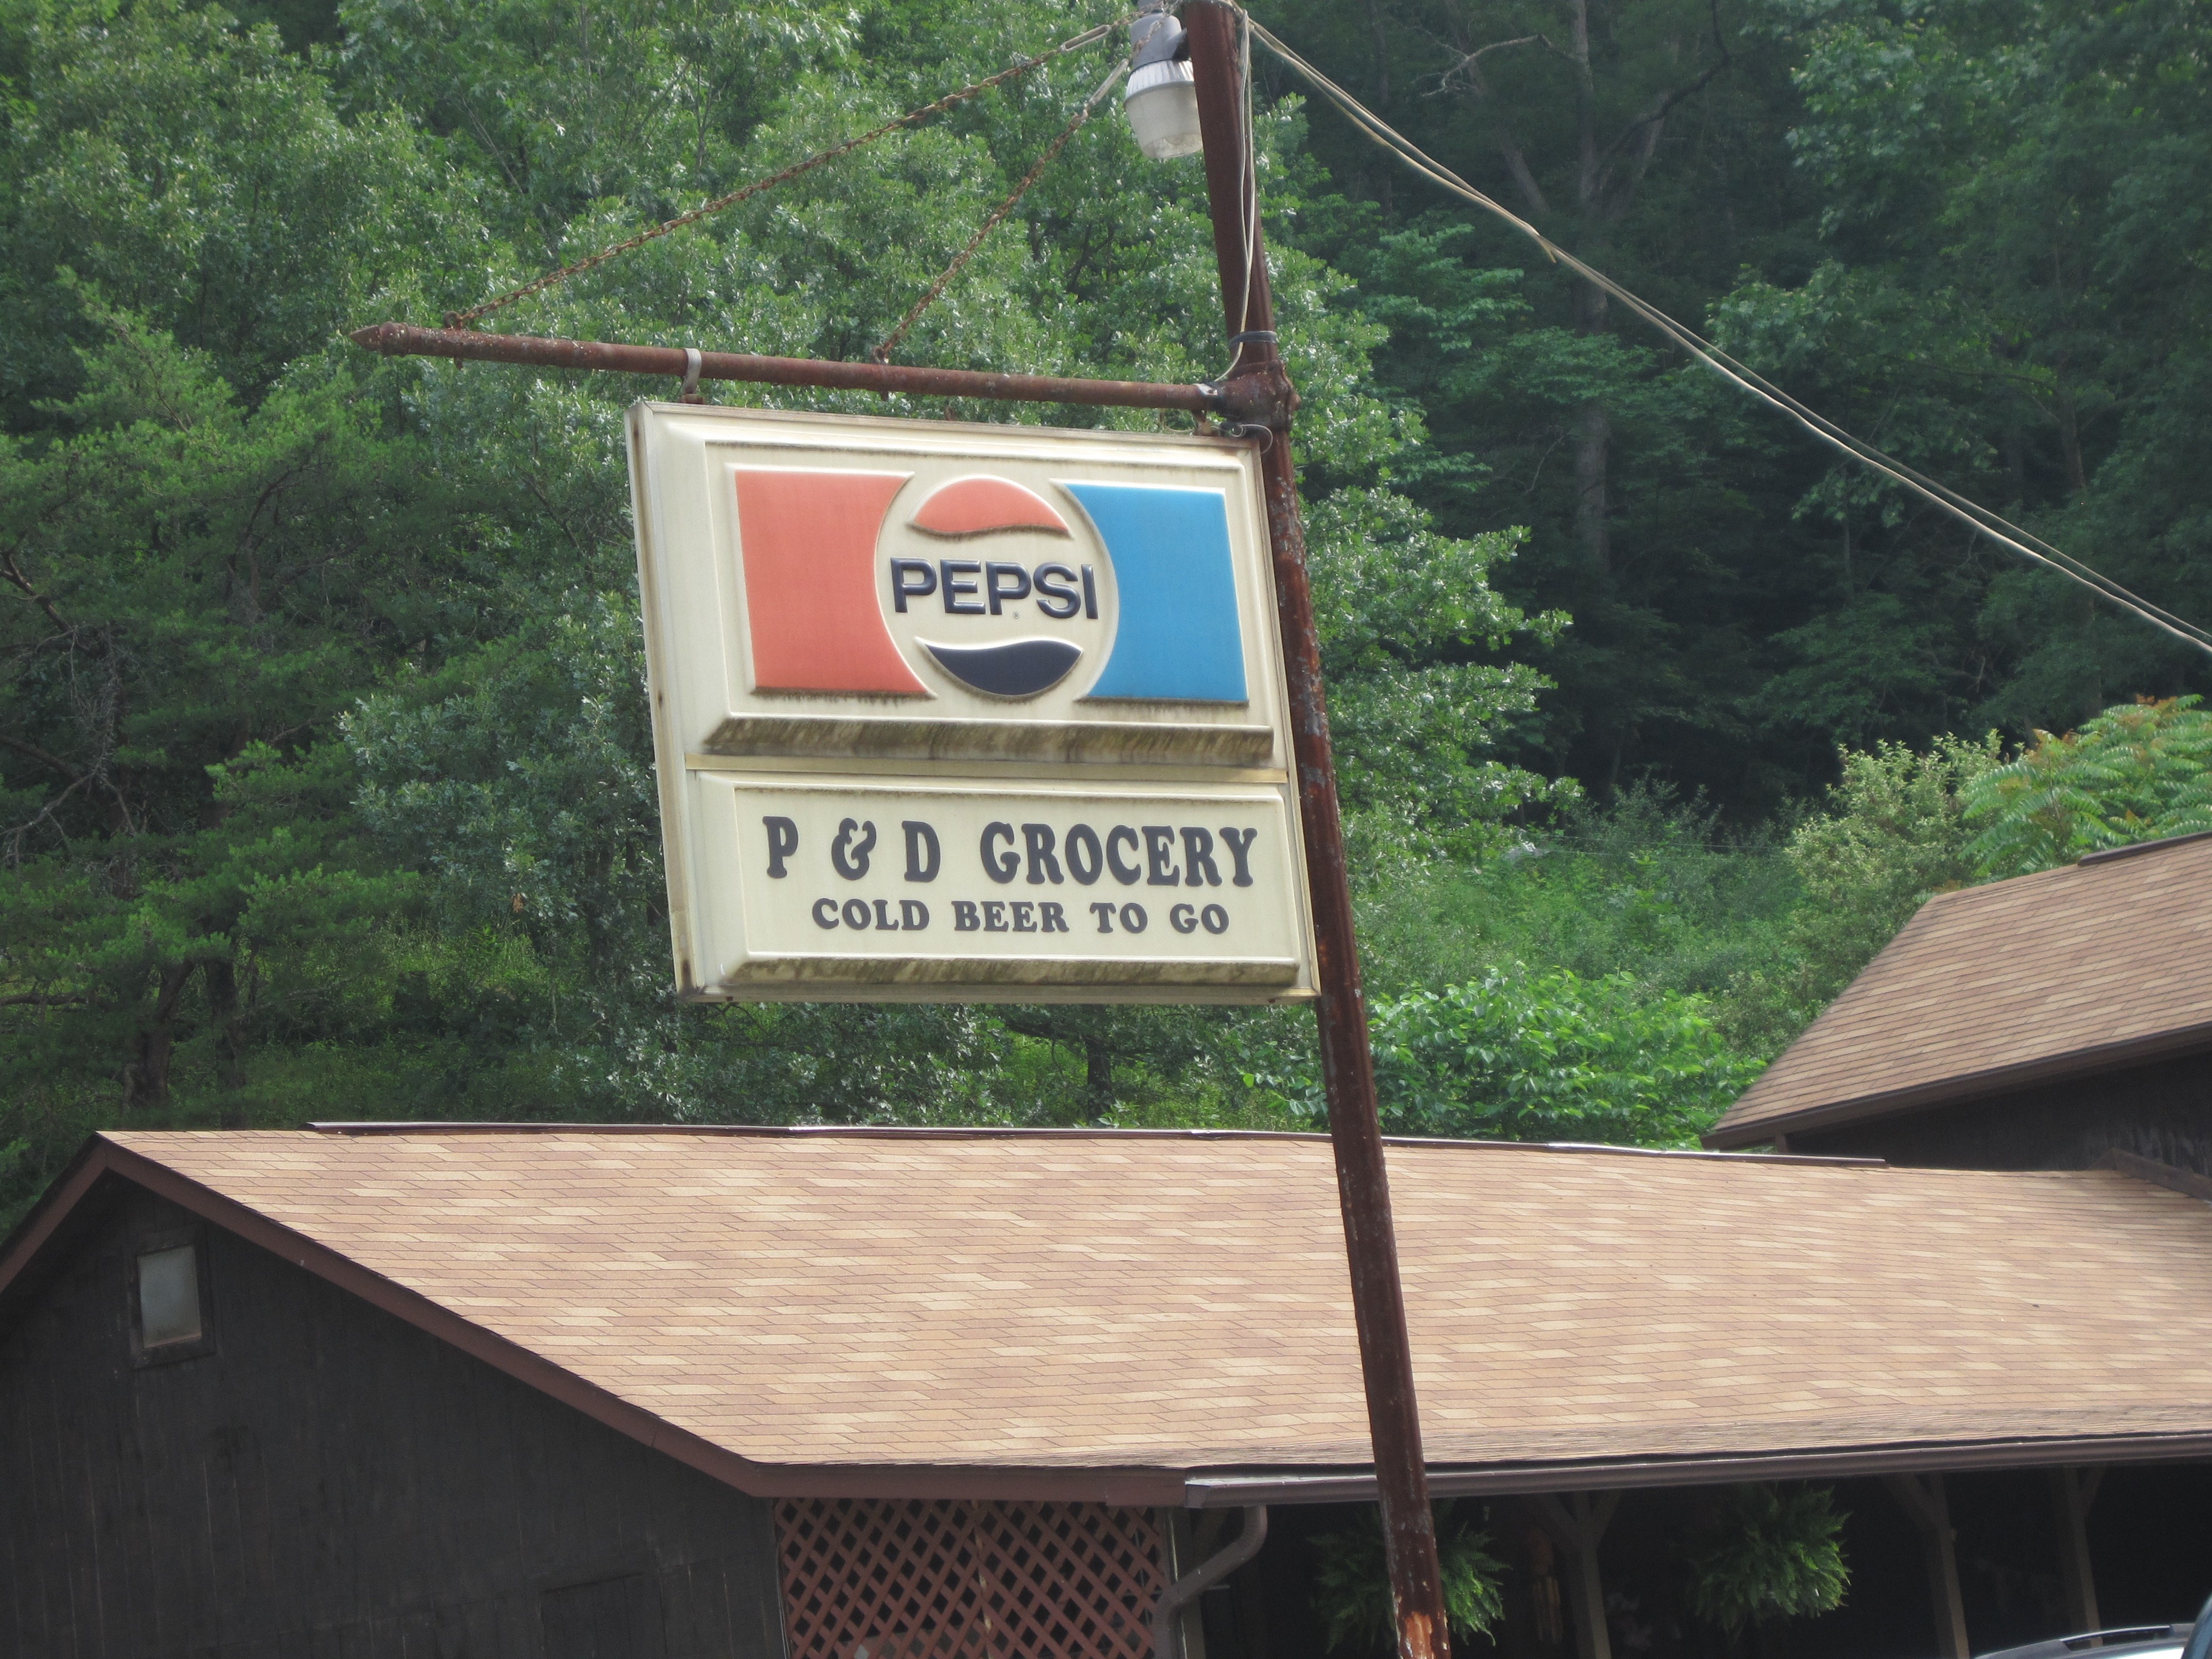 PEPSI
P & D GROCERY
COLD BEER TO GO